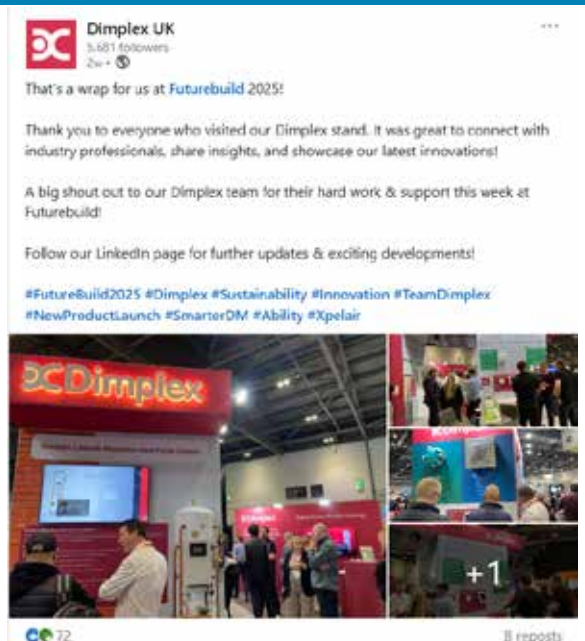 Dimplex UK
5,681 followers
2w •
That's a wrap for us at Futurebuild 2025!
Thank you to everyone who visited our Dimplex stand. It was great to connect with
industry professionals, share insights, and showcase our latest innovations!
A big shout out to our Dimplex team for their hard work & support this week at
Futurebuild!
Follow our LinkedIn page for further updates & exciting developments!
#FutureBuild2025 #Dimplex #Sustainability #Innovation #TeamDimplex
#NewProductLaunch #SmarterDM #Ability #Xpelair
Dimplex
+1
72
8 reposts